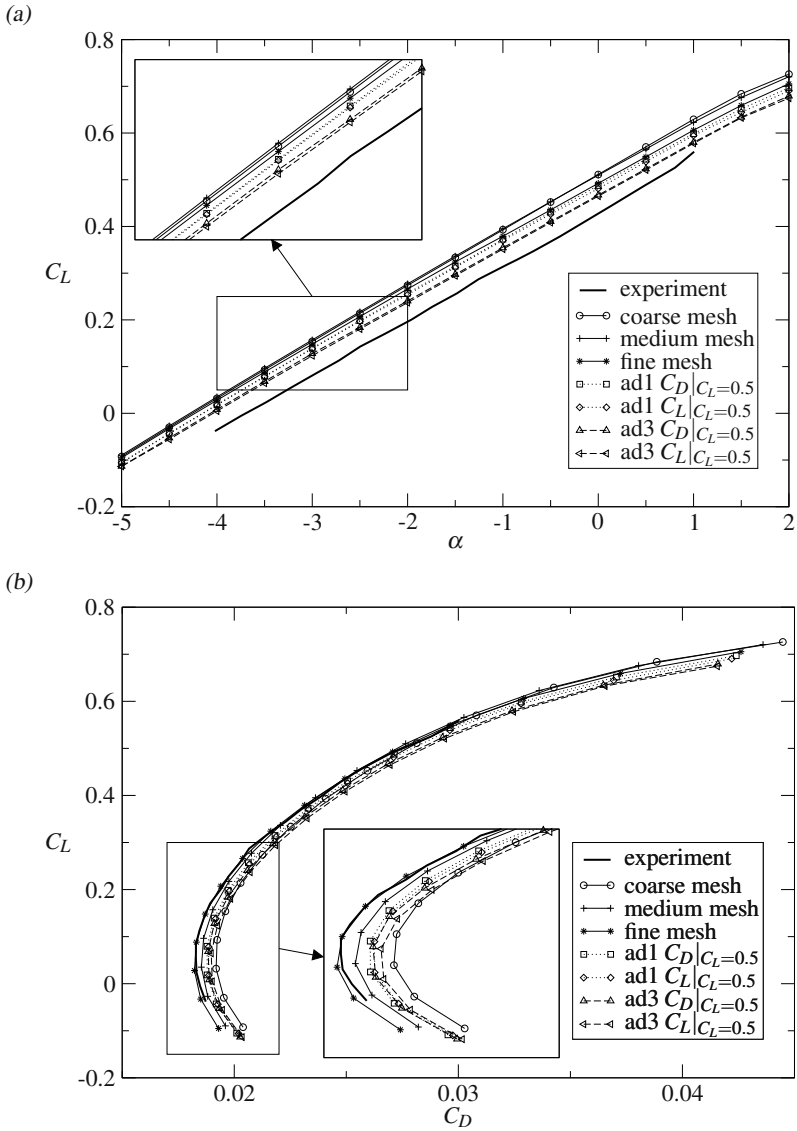 (a)
0.8
0.6
0.4
C_L
0.2
0
-0.2
-5 -4 -3 -2 -1 0 1 2
α
experiment
coarse mesh
medium mesh
fine mesh
ad1 C_D|C_L=0.5
ad1 C_L|C_L=0.5
ad3 C_D|C_L=0.5
ad3 C_L|C_L=0.5
(b)
0.8
0.6
0.4
C_L
0.2
0
-0.2
0.02 0.03 0.04
C_D
experiment
coarse mesh
medium mesh
fine mesh
ad1 C_D|C_L=0.5
ad1 C_L|C_L=0.5
ad3 C_D|C_L=0.5
ad3 C_L|C_L=0.5